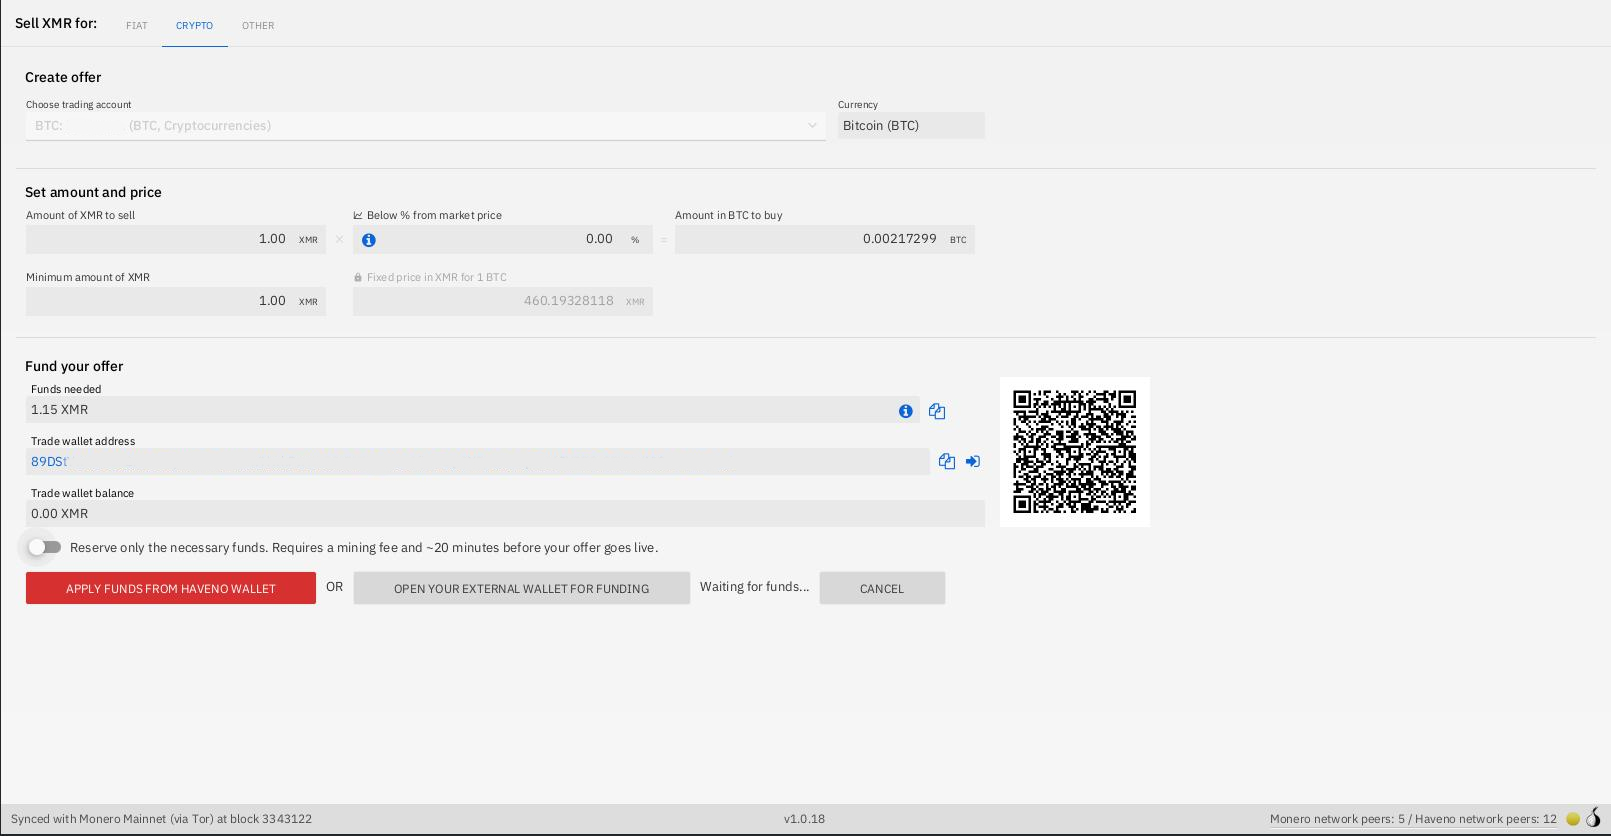 Sell XMR for: FIAT CRYPTO OTHER
Create offer
Choose trading account Currency
BTC: (BTC, Cryptocurrencies) Bitcoin (BTC)
Set amount and price
Amount of XMR to sell Below % from market price Amount in BTC to buy
1.00 XMR × 0.00 % = 0.00217299 BTC
Minimum amount of XMR Fixed price in XMR for 1 BTC
1.00 XMR 460.19328118 XMR
Fund your offer
Funds needed
1.15 XMR
Trade wallet address
89DSt
Trade wallet balance
0.00 XMR
Reserve only the necessary funds. Requires a mining fee and ~20 minutes before your offer goes live.
APPLY FUNDS FROM HAVENO WALLET OR OPEN YOUR EXTERNAL WALLET FOR FUNDING Waiting for funds... CANCEL
Synced with Monero Mainnet (via Tor) at block 3343122 v1.0.18 Monero network peers: 5 / Haveno network peers: 12